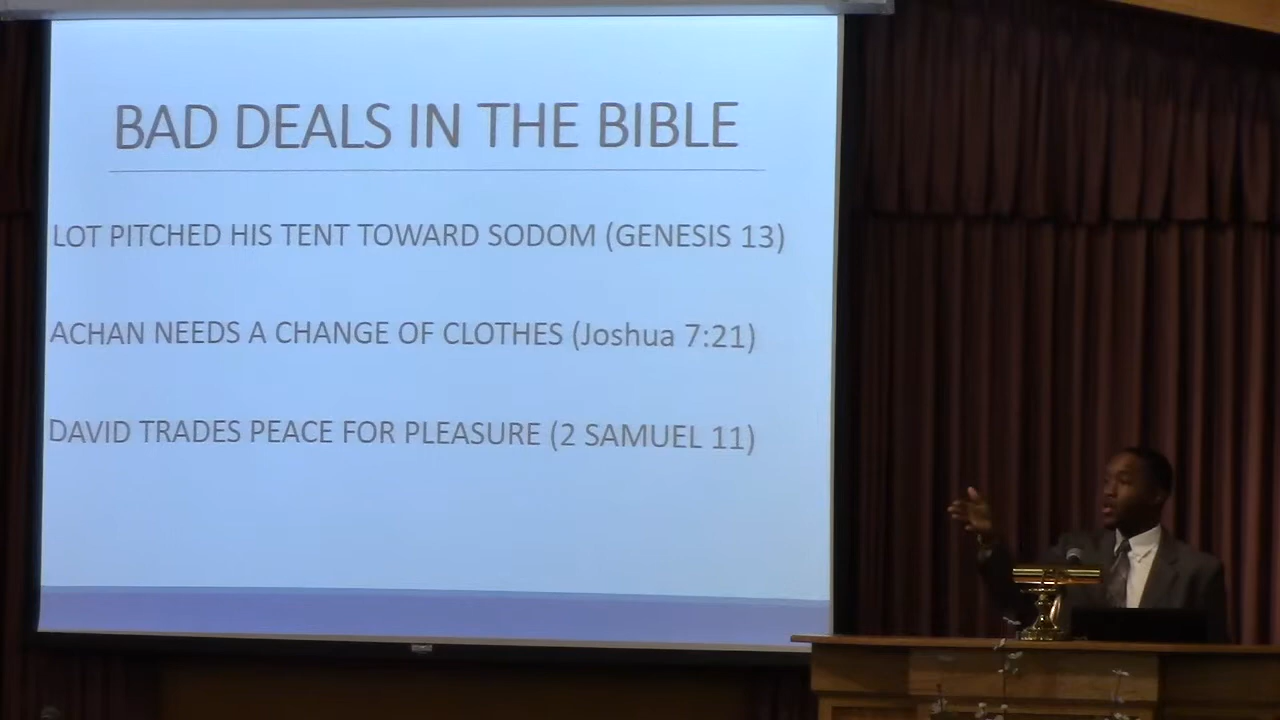 BAD DEALS IN THE BIBLE
LOT PITCHED HIS TENT TOWARD SODOM (GENESIS 13)
ACHAN NEEDS A CHANGE OF CLOTHES (Joshua 7:21)
DAVID TRADES PEACE FOR PLEASURE (2 SAMUEL 11)